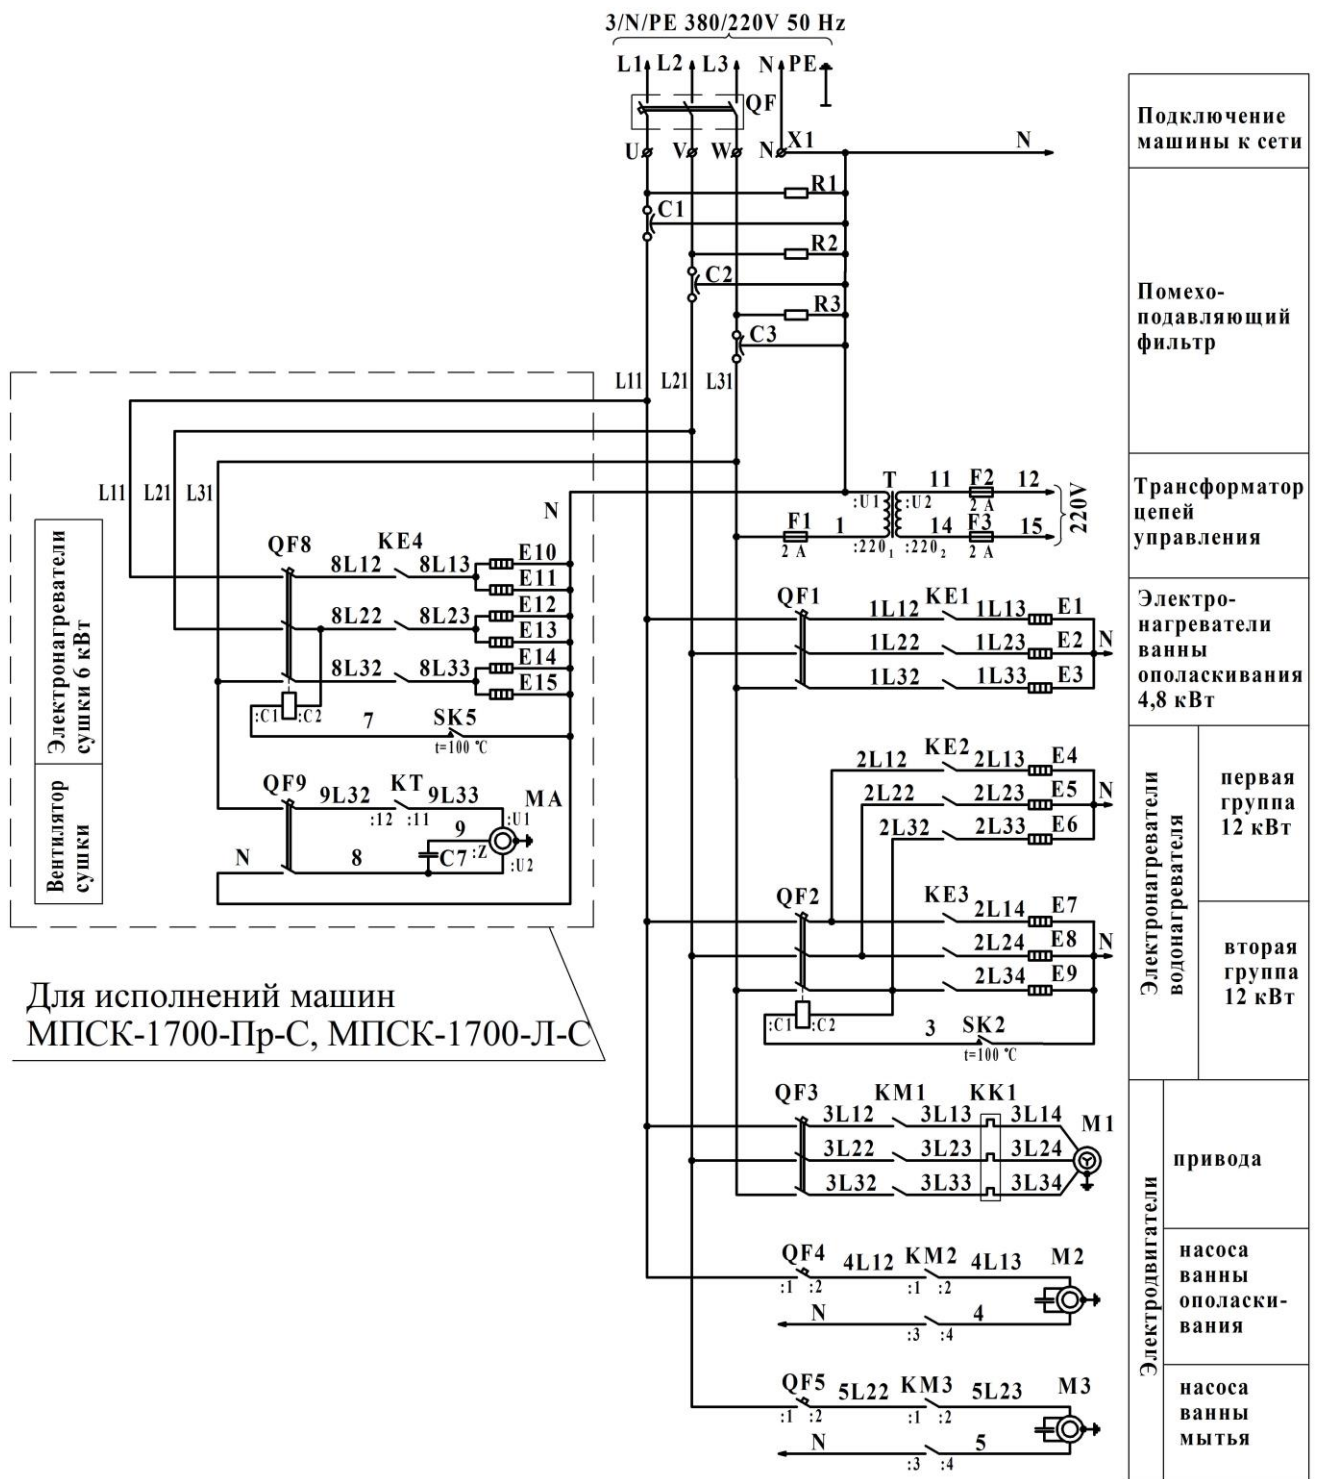 3/N/PE 380/220V 50 Hz
L1 L2 L3 N PE
QF
U V W N X1 N
R1
C1
R2
C2
R3
C3
L11 L21 L31
Подключение
машины к сети
Помехо-
подавляющий
фильтр
Трансформатор
цепей
управления
Электро-
нагреватели
ванны
ополаскивания
4,8 кВт
Электронагреватели
водонагревателя
первая
группа
12 кВт
вторая
группа
12 кВт
Электродвигатели
привода
насоса
ванны
ополаски-
вания
насоса
ванны
мытья
L11 L21 L31
N
Электронагреватели
сушки 6 кВт
QF8 8L12 KE4 8L13 E10
E11
8L22 8L23 E12
E13
8L32 8L33 E14
E15
:C1 :C2 7 SK5
t=100 °C
Вентилятор
сушки
QF9 9L32 KT 9L33 MA
:12 :11 :U1
9
N 8 C7 :Z
:U2
Для исполнений машин
МПСК-1700-Пр-С, МПСК-1700-Л-С
T 11 F2 12
:U1 :U2 2 A
F1 1 14 F3 15
2 A :220₁ :220₂ 2 A
220V
QF1 1L12 KE1 1L13 E1
1L22 1L23 E2 N
1L32 1L33 E3
2L12 KE2 2L13 E4
2L22 2L23 E5 N
2L32 2L33 E6
QF2 KE3 2L14 E7
2L24 E8 N
2L34 E9
:C1 :C2 3 SK2
t=100 °C
QF3 KM1 KK1
3L12 3L13 3L14 M1
3L22 3L23 3L24
3L32 3L33 3L34
QF4 4L12 KM2 4L13 M2
:1 :2 :1 :2
N 4
:3 :4
QF5 5L22 KM3 5L23 M3
:1 :2 :1 :2
N 5
:3 :4